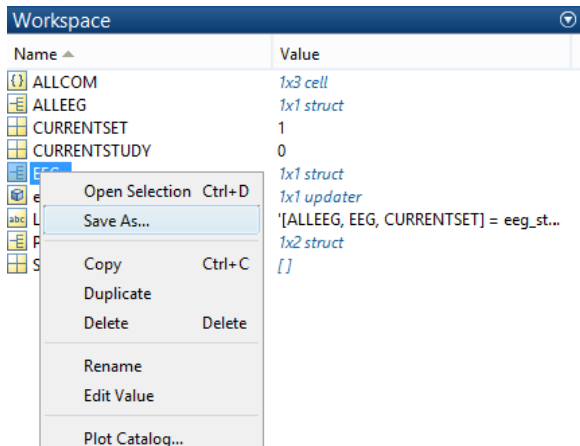 Workspace
Name Value
{} ALLCOM 1x3 cell
ALLEEG 1x1 struct
CURRENTSET 1
CURRENTSTUDY 0
EEG 1x1 struct
e 1x1 updater
abc L '[ALLEEG, EEG, CURRENTSET] = eeg_st...
P 1x2 struct
S []
Open Selection Ctrl+D
Save As...
Copy Ctrl+C
Duplicate
Delete Delete
Rename
Edit Value
Plot Catalog...